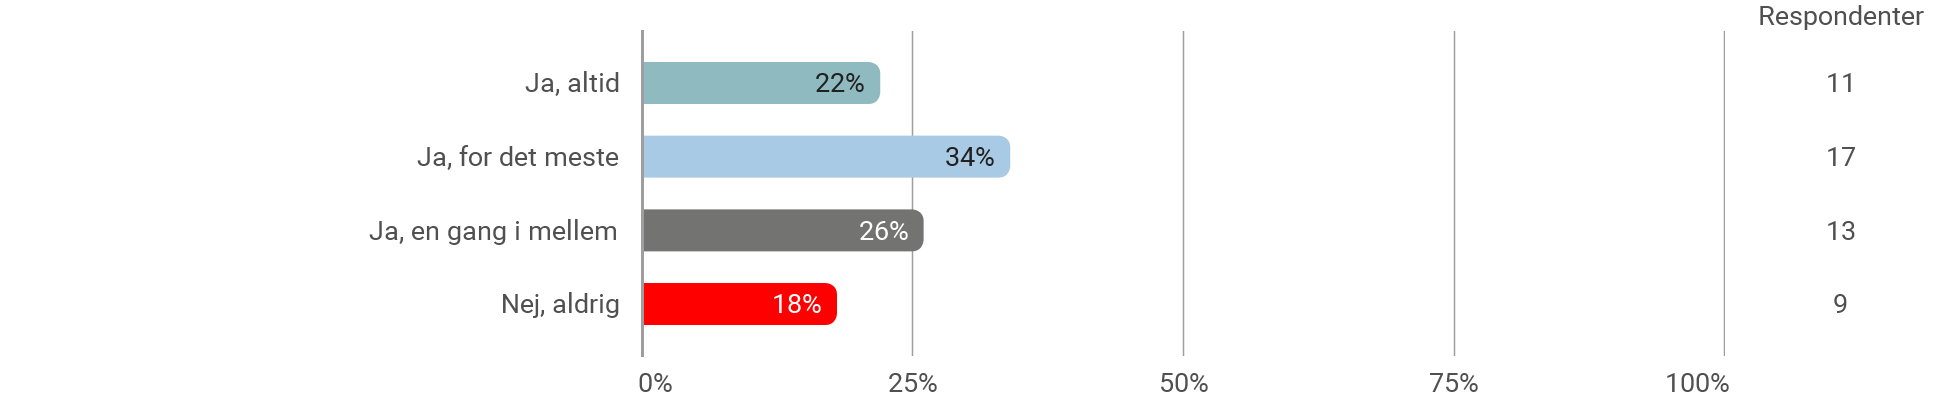 Respondenter
Ja, altid 22% 11
Ja, for det meste 34% 17
Ja, en gang i mellem 26% 13
Nej, aldrig 18% 9
0% 25% 50% 75% 100%